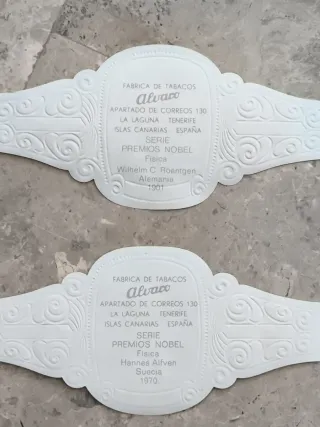 FABRICA DE TABACOS
Alvaro
APARTADO DE CORREOS 130
LA LAGUNA TENERIFE
ISLAS CANARIAS ESPAÑA
SERIE
PREMIOS NOBEL
Física
Wilhelm C. Roentgen
Alemania
1901
FABRICA DE TABACOS
Alvaro
APARTADO DE CORREOS 130
LA LAGUNA TENERIFE
ISLAS CANARIAS ESPAÑA
SERIE
PREMIOS NOBEL
Física
Hannes Alfven
Suecia
1970